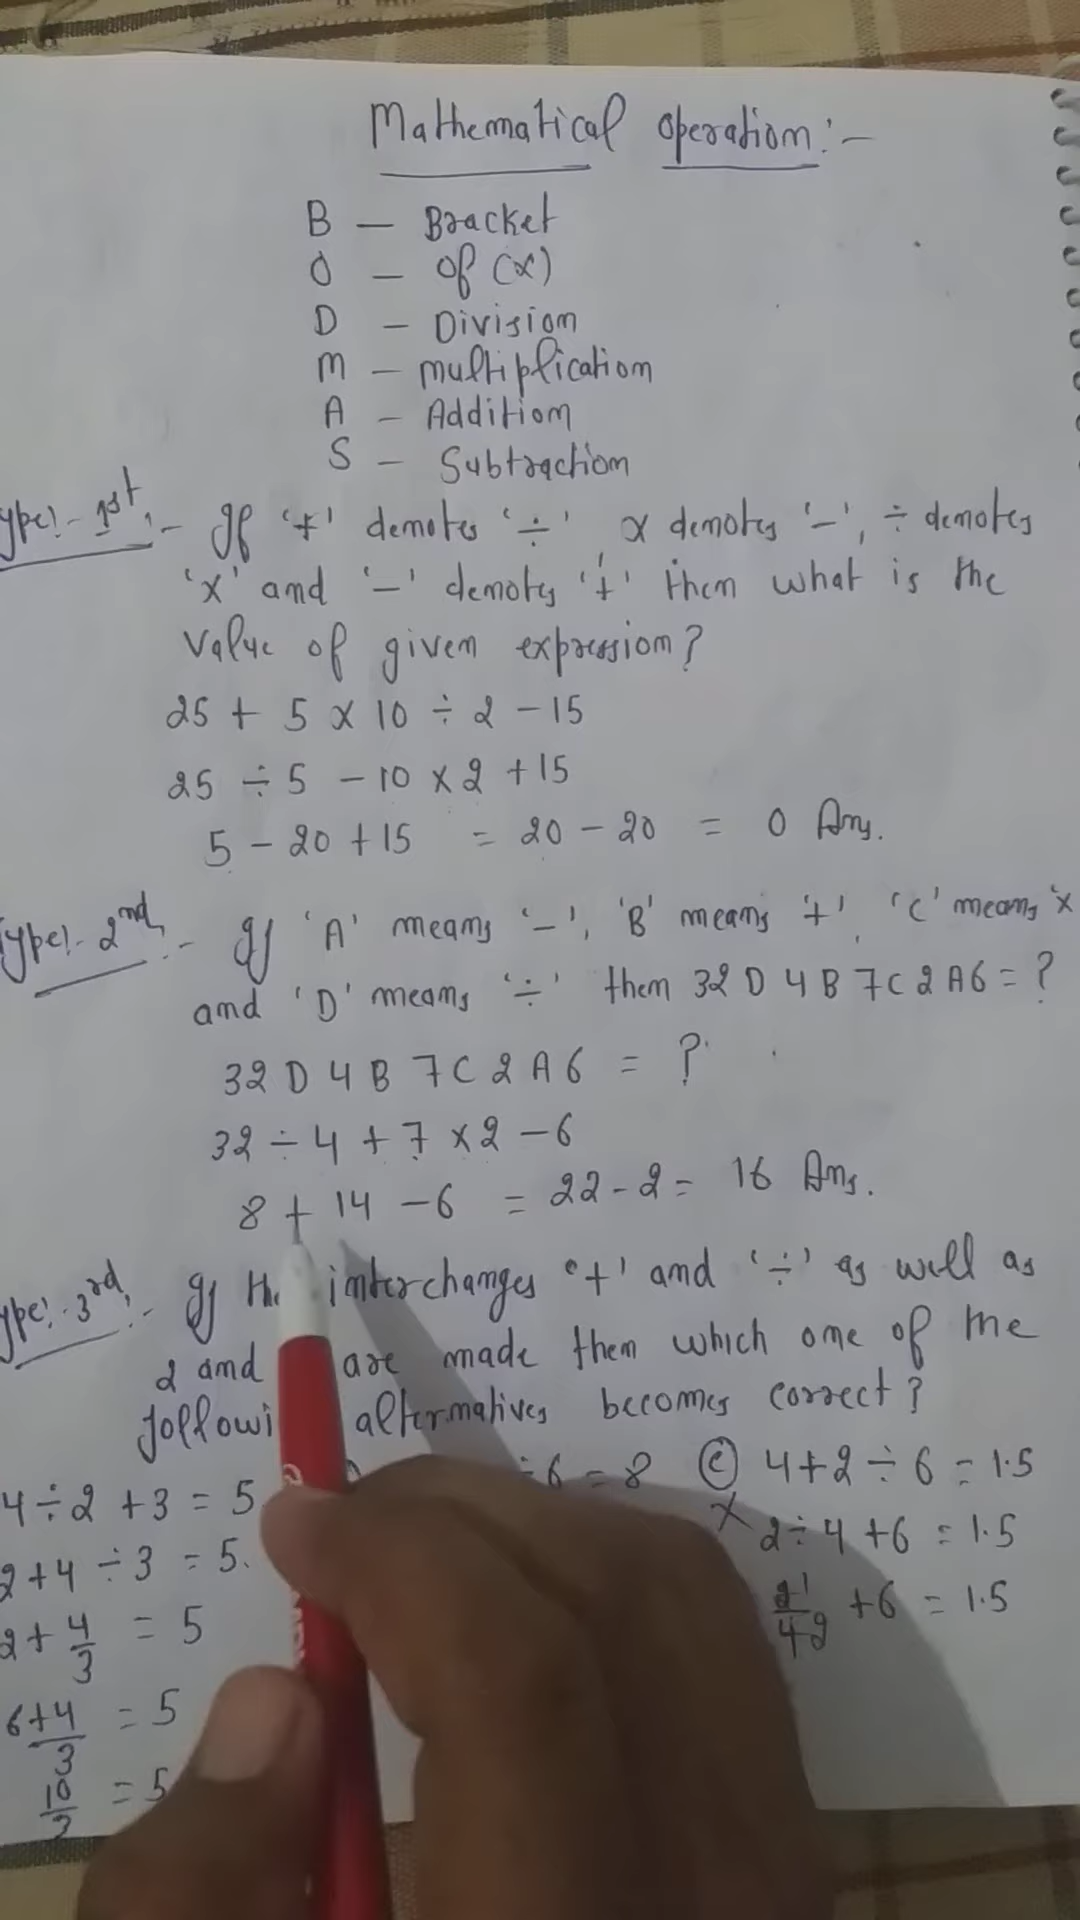 Mathematical Operation:-
B - Bracket
O - Of (x)
D - Division
M - Multiplication
A - Addition
S - Subtraction
ype:- 1st :- If '+' denotes '÷', x denotes '-', ÷ denotes
'x' and '-' denotes '+' then what is the
Value of given expression?
25 + 5 x 10 ÷ 2 - 15
25 ÷ 5 - 10 x 2 + 15
5 - 20 + 15 = 20 - 20 = 0 Ans.
Type:- 2nd :- If 'A' means '-', 'B' means '+', 'C' means 'x
and 'D' means '÷' then 32 D 4 B 7 C 2 A 6 = ?
32 D 4 B 7 C 2 A 6 = ?
32 ÷ 4 + 7 x 2 - 6
8 + 14 - 6 = 22 - 2 = 16 Ans.
ype:- 3rd :- If the interchanges '+' and '÷' as well as
2 and are made then which one of the
followi alternatives becomes correct?
4 ÷ 2 + 3 = 5
÷ 6 = 8
(c) 4 + 2 ÷ 6 = 1.5
2 + 4 ÷ 3 = 5.
x 2 ÷ 4 + 6 = 1.5
2 + 4/3 = 5
2 1/4 2 + 6 = 1.5
6+4/3 = 5
10/3 = 5